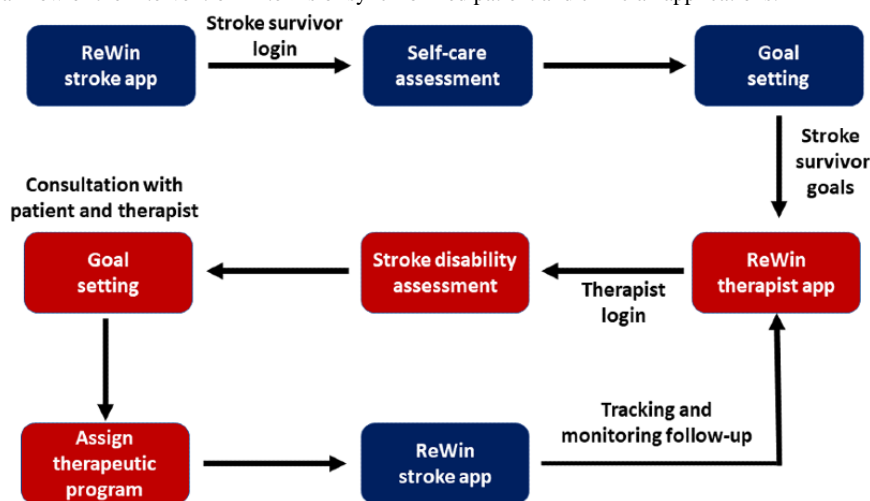 Stroke survivor
login
ReWin
stroke app
Self-care
assessment
Goal
setting
Stroke
survivor
goals
Consultation with
patient and therapist
Goal
setting
Stroke disability
assessment
Therapist
login
ReWin
therapist app
Assign
therapeutic
program
ReWin
stroke app
Tracking and
monitoring follow-up